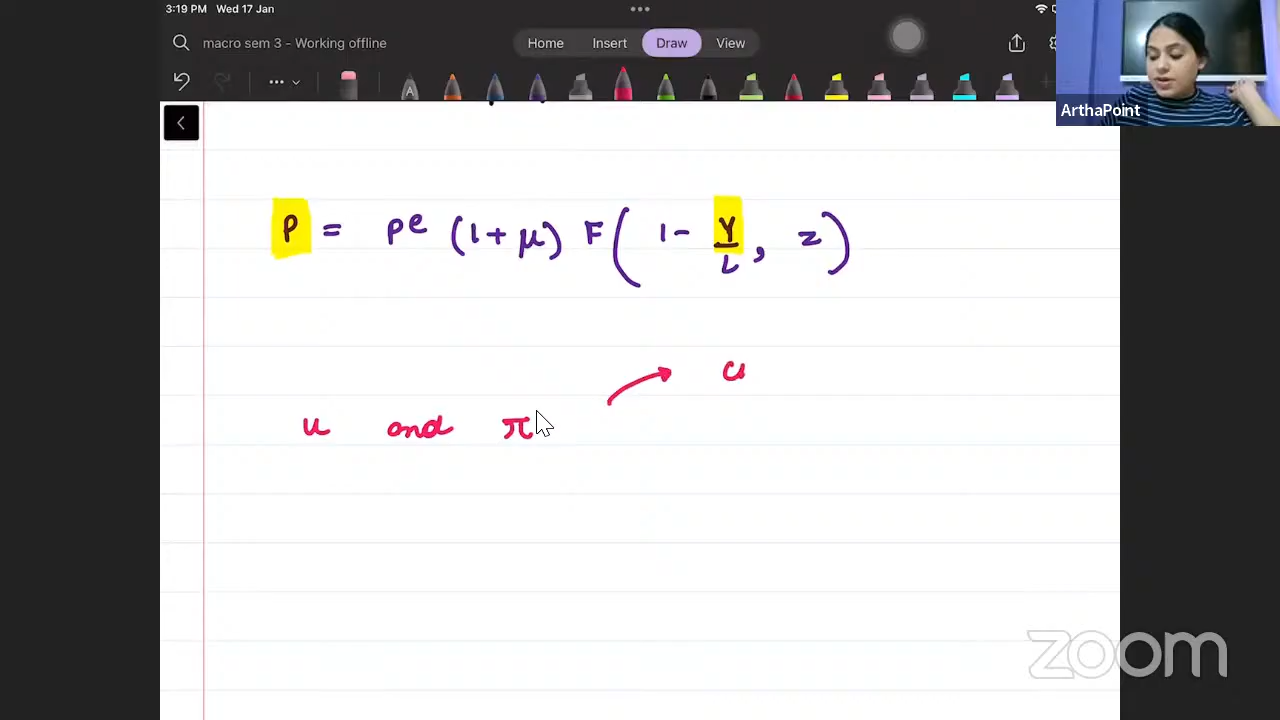 3:19 PM Wed 17 Jan
macro sem 3 - Working offline
Home Insert Draw View
A
ArthaPoint
P = Pe (1 + μ) F ( 1 - Y/L, z )
u
u and π
zoom